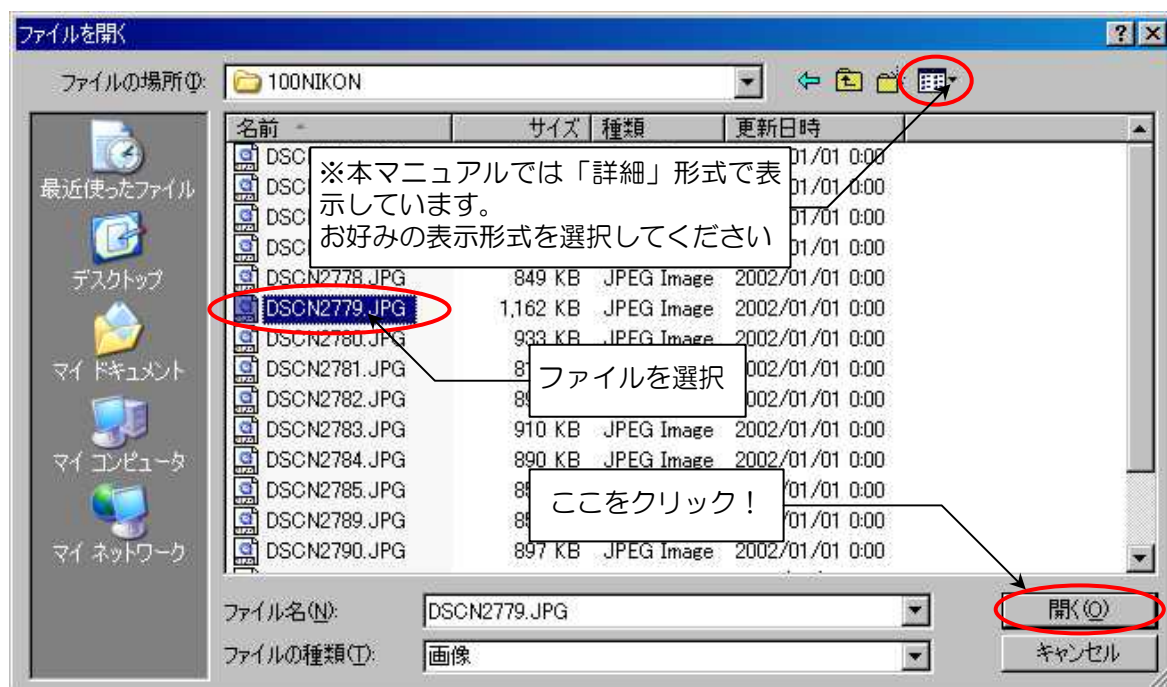 ファイルを開く
ファイルの場所(I): 100NIKON
最近使ったファイル
デスクトップ
マイ ドキュメント
マイ コンピュータ
マイ ネットワーク
名前 サイズ 種類 更新日時
DSC 01/01 0:00
DSC 01/01 0:00
DSC 01/01 0:00
DSC 01/01 0:00
※本マニュアルでは「詳細」形式で表
示しています。
お好みの表示形式を選択してください
DSCN2778.JPG 849 KB JPEG Image 2002/01/01 0:00
DSCN2779.JPG 1,162 KB JPEG Image 2002/01/01 0:00
DSCN2780.JPG 933 KB JPEG Image 2002/01/01 0:00
DSCN2781.JPG 002/01/01 0:00
DSCN2782.JPG 002/01/01 0:00
ファイルを選択
DSCN2783.JPG 910 KB JPEG Image 2002/01/01 0:00
DSCN2784.JPG 890 KB JPEG Image 2002/01/01 0:00
DSCN2785.JPG /01/01 0:00
DSCN2789.JPG /01/01 0:00
ここをクリック！
DSCN2790.JPG 897 KB JPEG Image 2002/01/01 0:00
ファイル名(N): DSCN2779.JPG
開く(O)
ファイルの種類(T): 画像
キャンセル